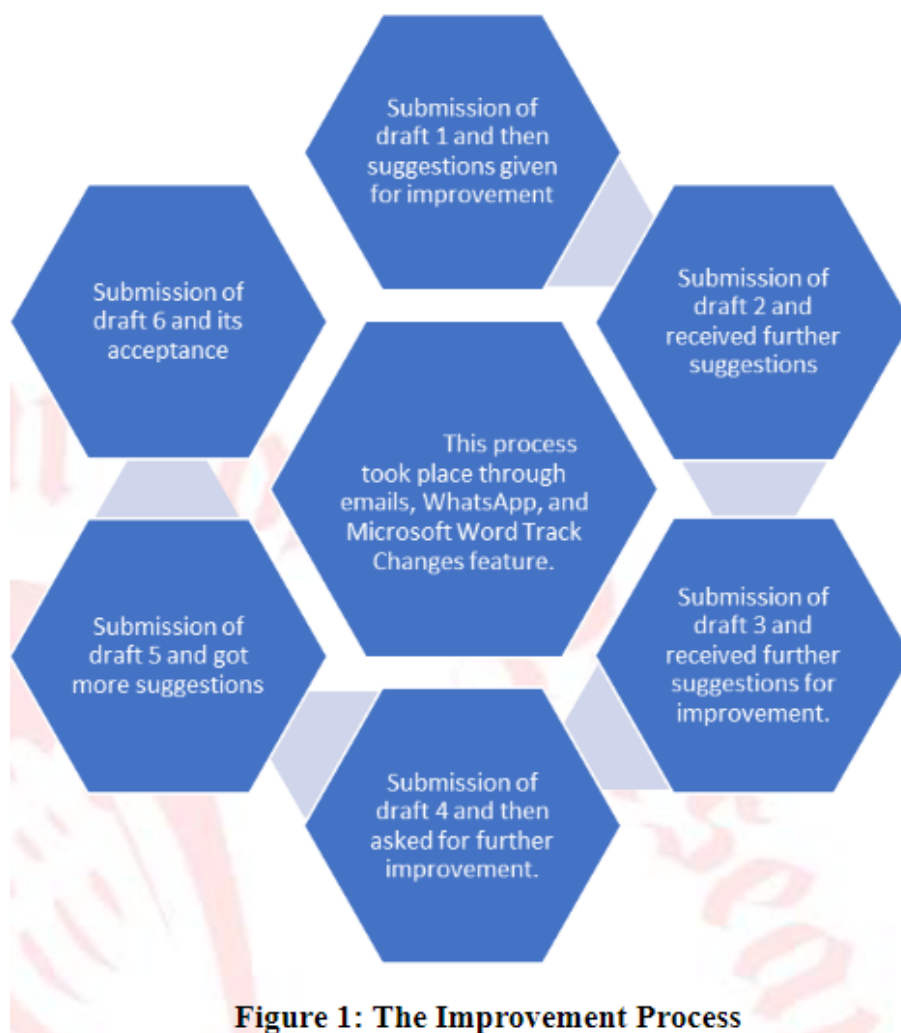 Submission of
draft 1 and then
suggestions given
for improvement
Submission of
draft 2 and
received further
suggestions
Submission of
draft 3 and
received further
suggestions for
improvement.
Submission of
draft 4 and then
asked for further
improvement.
Submission of
draft 5 and got
more suggestions
Submission of
draft 6 and its
acceptance
This process
took place through
emails, WhatsApp, and
Microsoft Word Track
Changes feature.
Figure 1: The Improvement Process